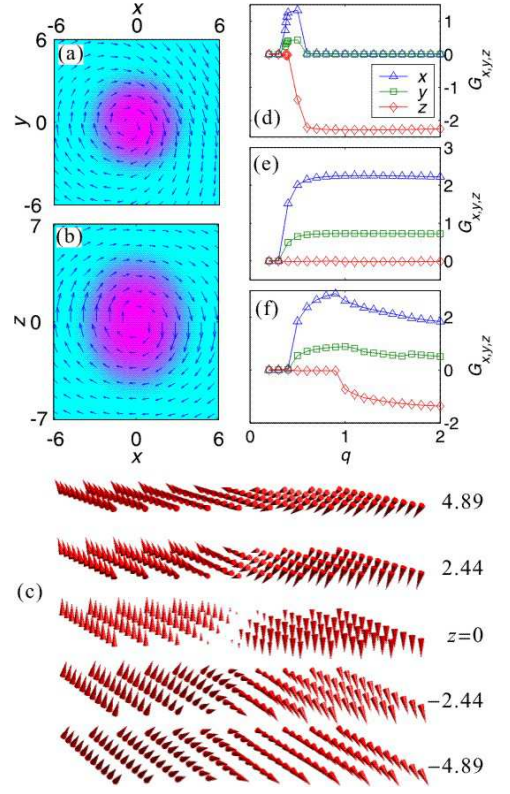 x
-6 0 6
6
(a)
y 0
-6
7
(b)
z 0
-7
-6 0 6
x
1
0
-1
-2
G x,y,z
x
y
z
(d)
3
2
1
0
G x,y,z
(e)
2
0
-2
G x,y,z
(f)
0 1 2
q
4.89
2.44
(c)
z=0
−2.44
−4.89